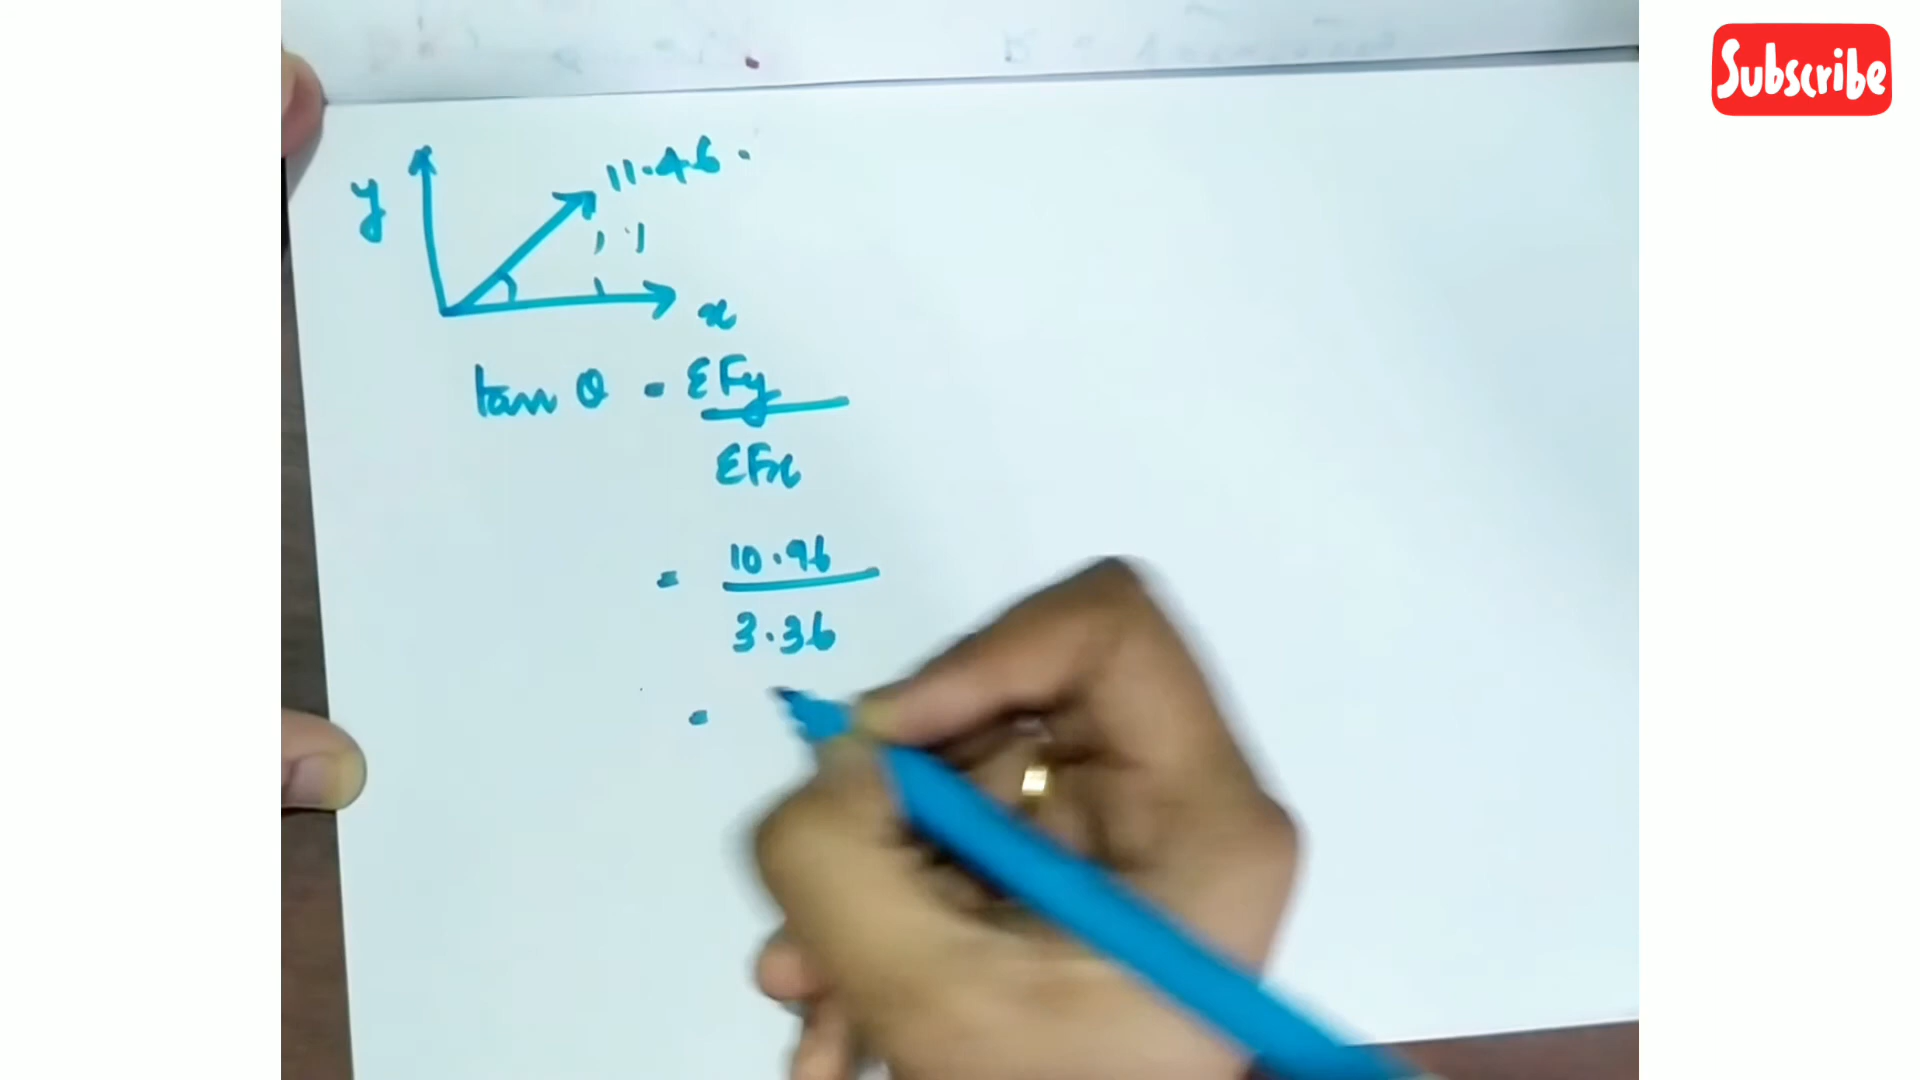 Subscribe
11.46.
y
x
tan θ = ΣFy
ΣFx
= 10.96
3.36
=